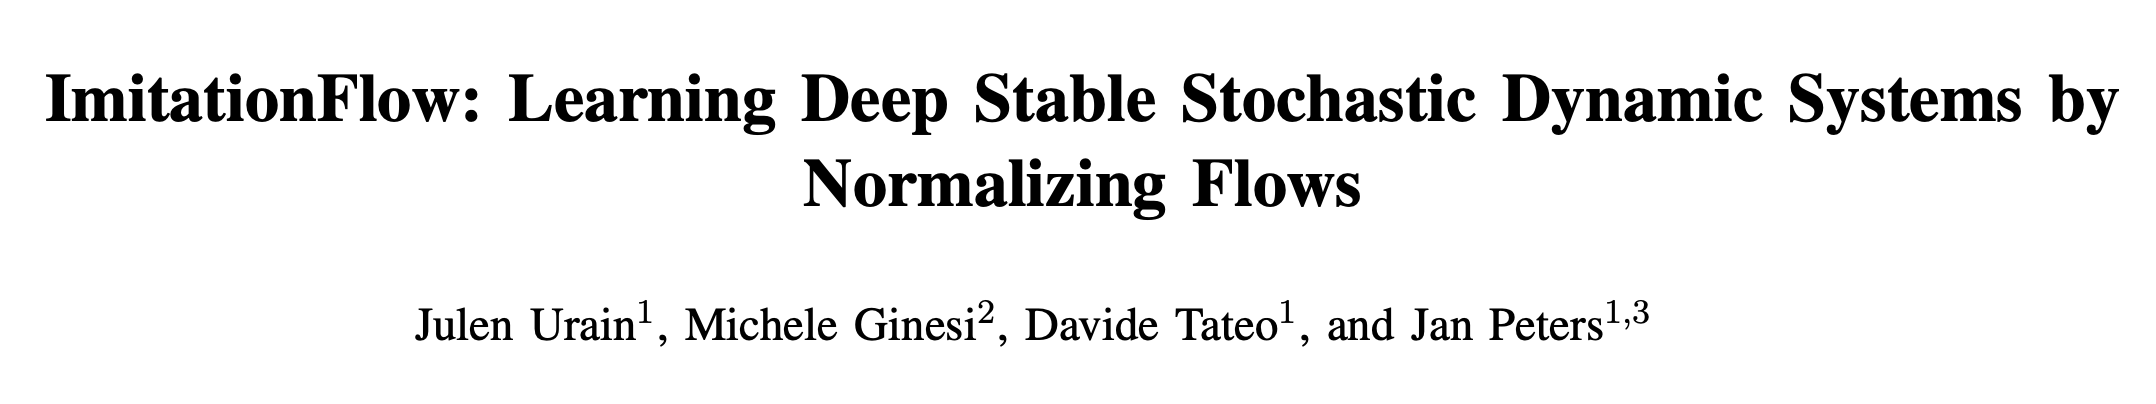 ImitationFlow: Learning Deep Stable Stochastic Dynamic Systems by
Normalizing Flows
Julen Urain¹, Michele Ginesi², Davide Tateo¹, and Jan Peters¹,³